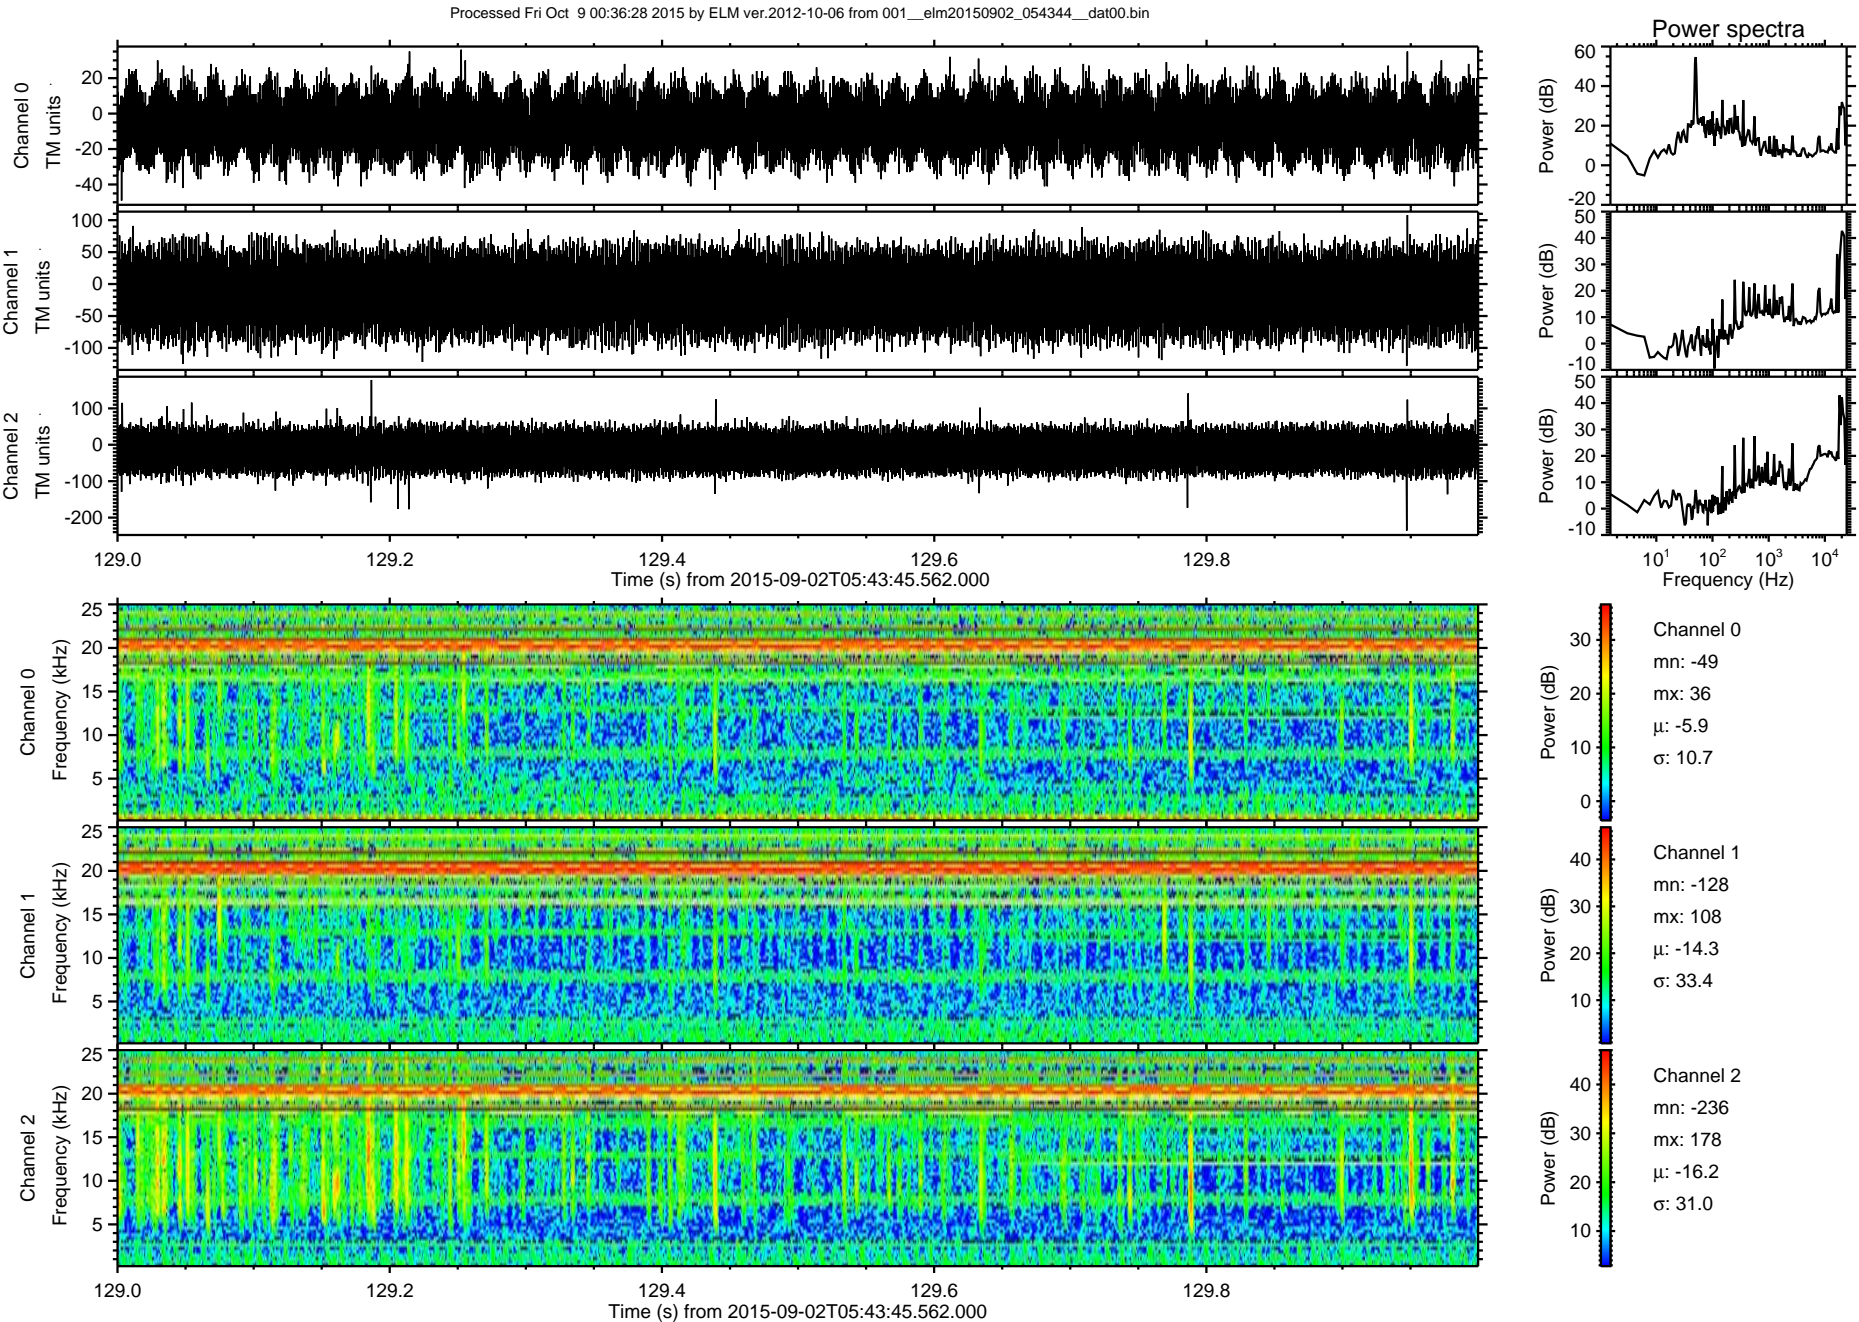 Processed Fri Oct 9 00:36:28 2015 by ELM ver.2012-10-06 from 001__elm20150902_054344__dat00.bin
Power spectra
Channel 0
TM units
20
0
-20
-40
Power (dB)
60
40
20
0
-20
Channel 1
TM units
100
50
0
-50
-100
Power (dB)
50
40
30
20
10
0
-10
Channel 2
TM units
100
0
-100
-200
Power (dB)
50
40
30
20
10
0
-10
129.0 129.2 129.4 129.6 129.8
Time (s) from 2015-09-02T05:43:45.562.000
10^1 10^2 10^3 10^4
Frequency (Hz)
Channel 0
Frequency (kHz)
25
20
15
10
5
Power (dB)
30
20
10
0
Channel 0
mn: -49
mx: 36
μ: -5.9
σ: 10.7
Channel 1
Frequency (kHz)
25
20
15
10
5
Power (dB)
40
30
20
10
Channel 1
mn: -128
mx: 108
μ: -14.3
σ: 33.4
Channel 2
Frequency (kHz)
25
20
15
10
5
Power (dB)
40
30
20
10
Channel 2
mn: -236
mx: 178
μ: -16.2
σ: 31.0
129.0 129.2 129.4 129.6 129.8
Time (s) from 2015-09-02T05:43:45.562.000